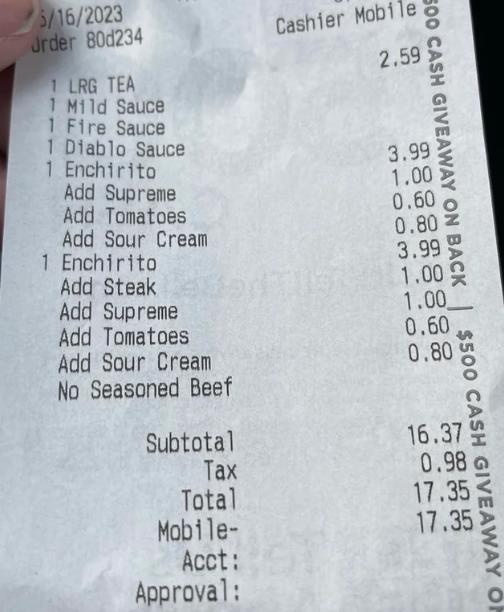 5/16/2023
Cashier Mobile
Order 80d234
1 LRG TEA 2.59
1 Mild Sauce
1 Fire Sauce
1 Diablo Sauce
1 Enchirito 3.99
Add Supreme 1.00
Add Tomatoes 0.60
Add Sour Cream 0.80
1 Enchirito 3.99
Add Steak 1.00
Add Supreme 1.00
Add Tomatoes 0.60
Add Sour Cream 0.80
No Seasoned Beef
Subtotal 16.37
Tax 0.98
Total 17.35
Mobile- 17.35
Acct:
Approval:
500 CASH GIVEAWAY ON BACK | $500 CASH GIVEAWAY O